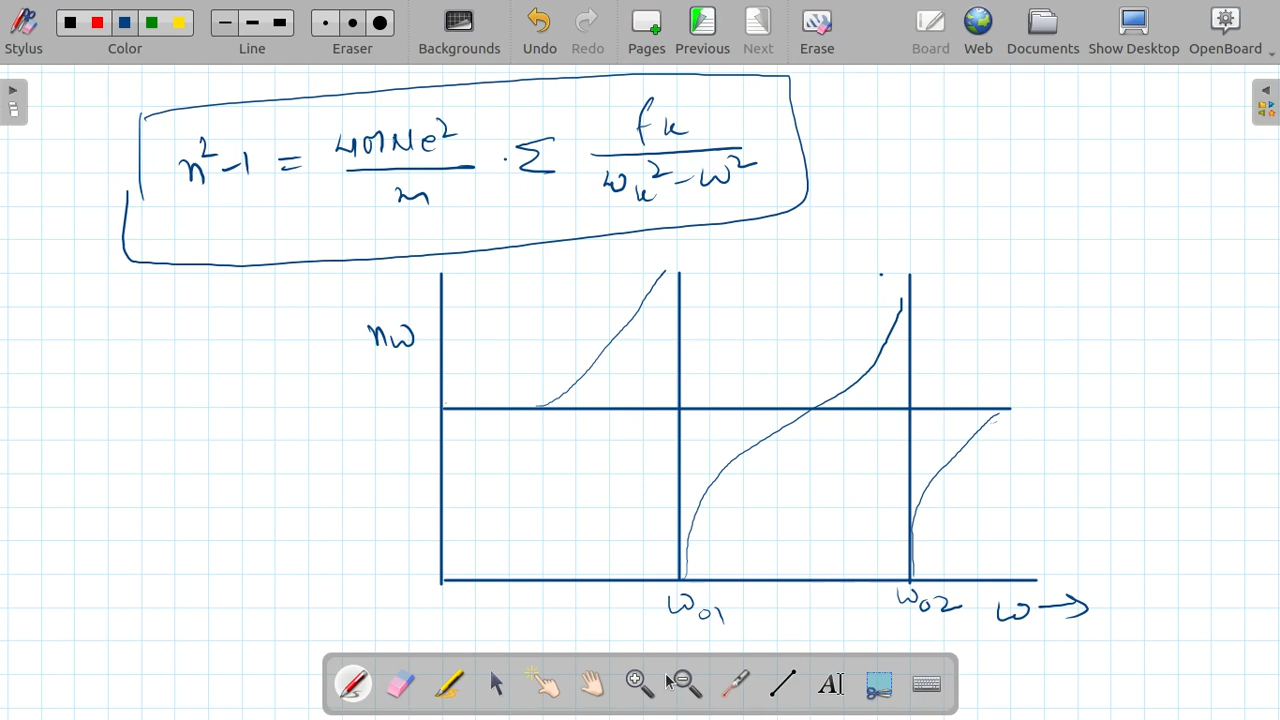 Stylus Color Line Eraser Backgrounds Undo Redo Pages Previous Next Erase Board Web Documents Show Desktop OpenBoard
n² - 1 = 4πNe² / m · Σ fk / ωk² - ω²
nω
ω01 ω02 ω →